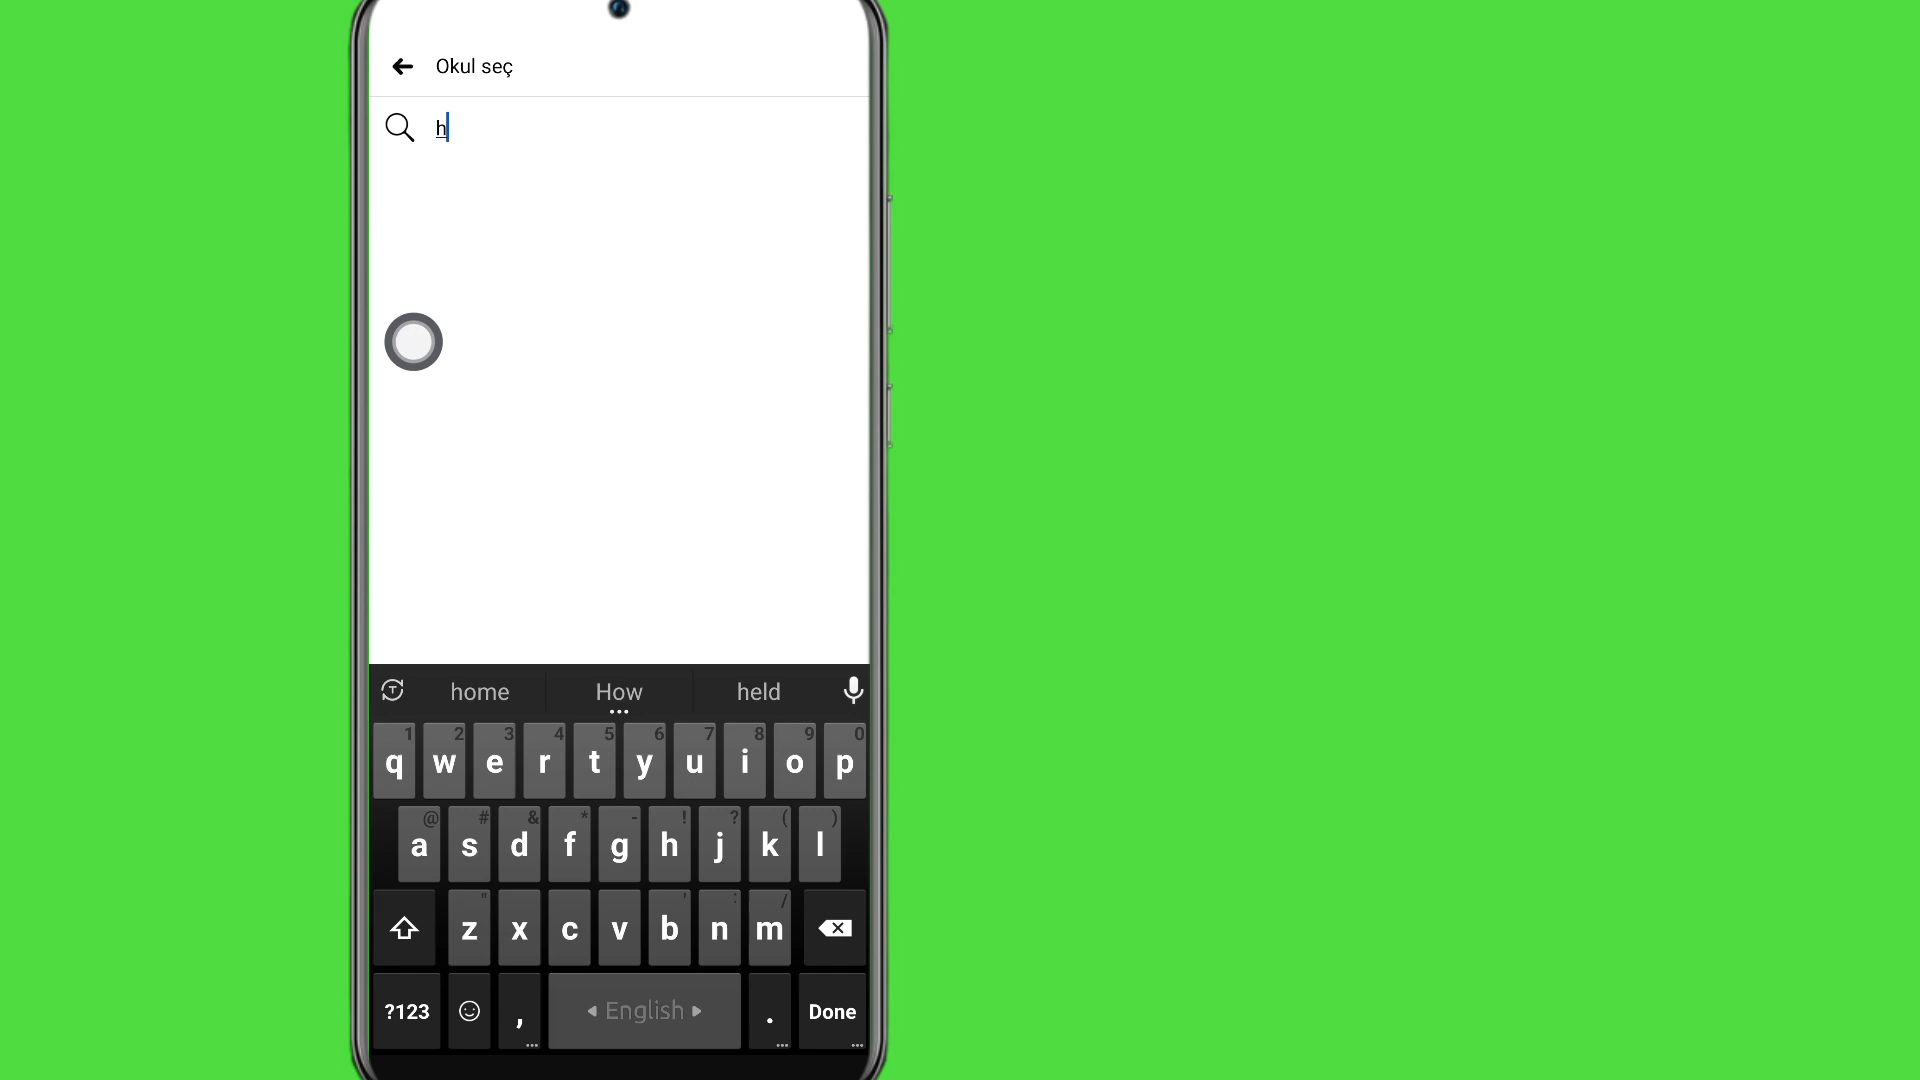 Okul seç
h
home How held
1 2 3 4 5 6 7 8 9 0
q w e r t y u i o p
@ # & * - ! ? ( )
a s d f g h j k l
" ' : /
z x c v b n m
?123 , English . Done